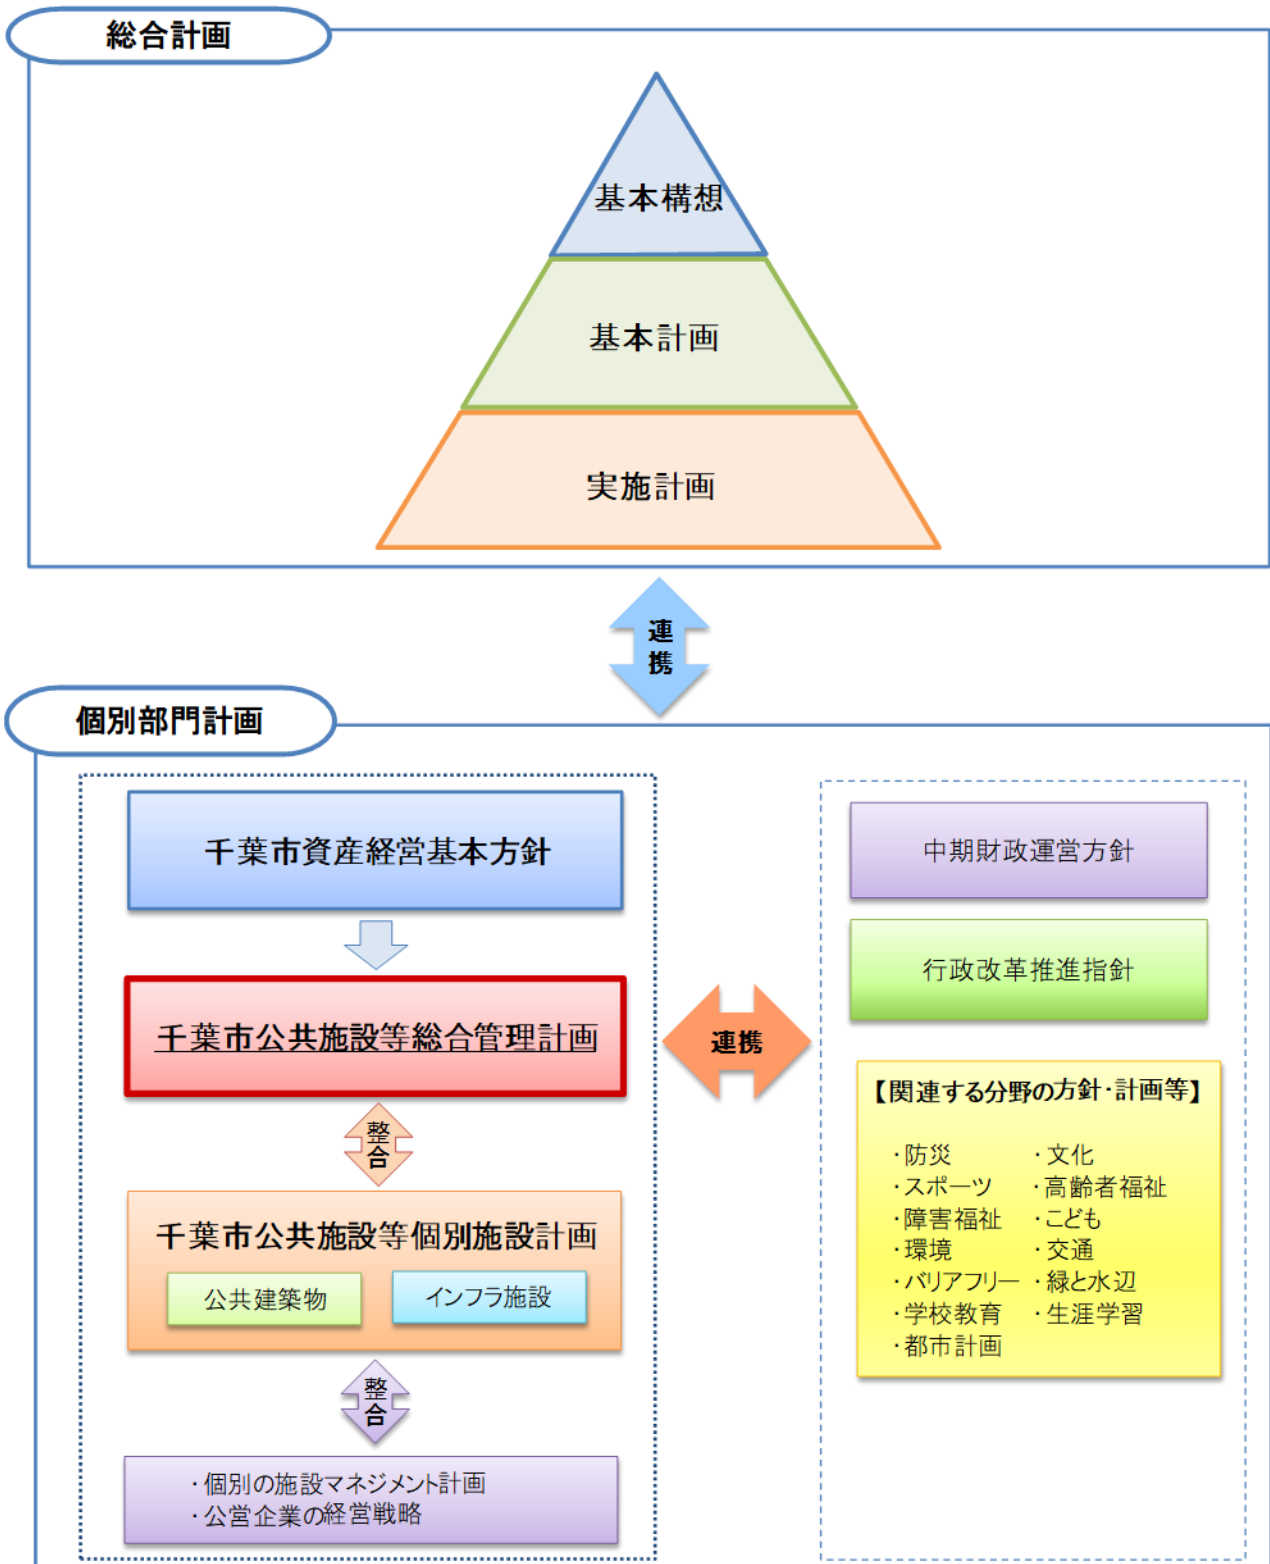 総合計画
基本構想
基本計画
実施計画
連
携
個別部門計画
千葉市資産経営基本方針
千葉市公共施設等総合管理計画
整
合
千葉市公共施設等個別施設計画
公共建築物
インフラ施設
整
合
・個別の施設マネジメント計画
・公営企業の経営戦略
連携
中期財政運営方針
行政改革推進指針
【関連する分野の方針・計画等】
・防災
・文化
・スポーツ
・高齢者福祉
・障害福祉
・こども
・環境
・交通
・バリアフリー
・緑と水辺
・学校教育
・生涯学習
・都市計画